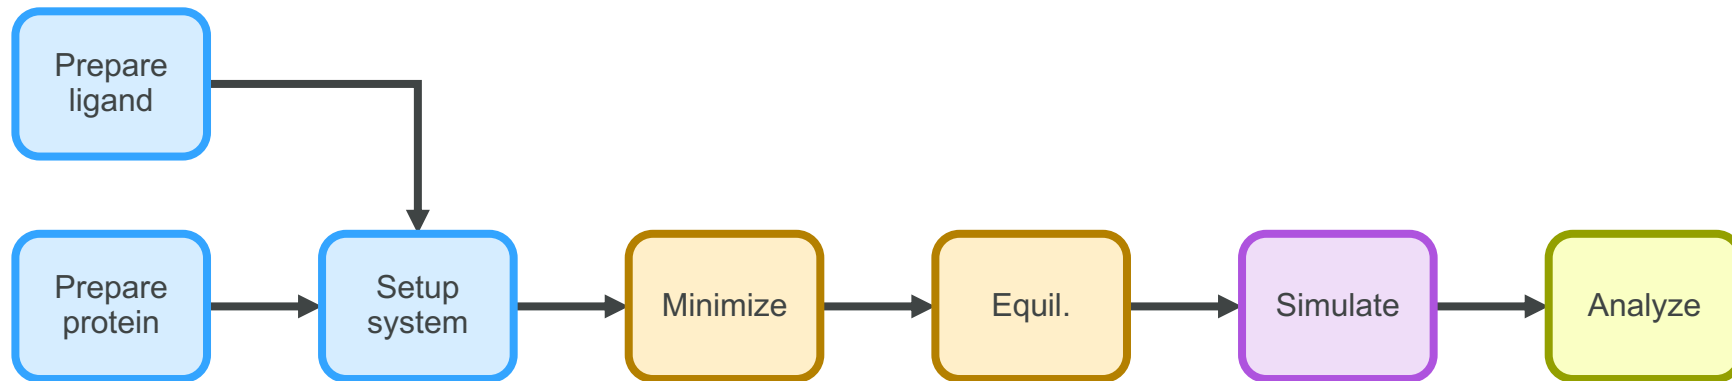 Prepare
ligand
Prepare
protein
Setup
system
Minimize
Equil.
Simulate
Analyze